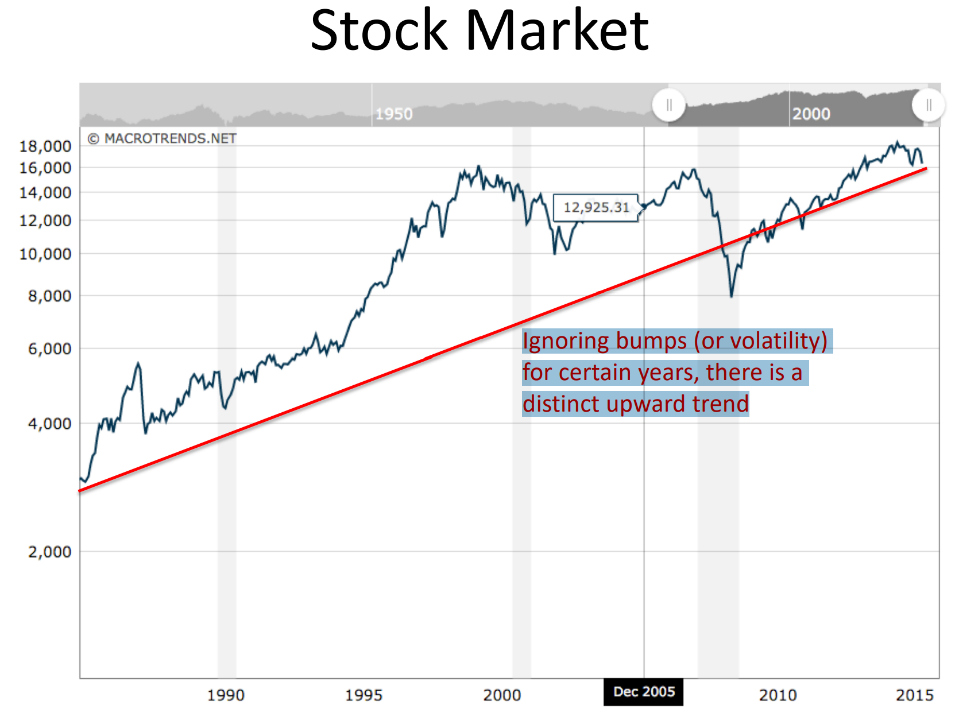 Stock Market
1950
2000
© MACROTRENDS.NET
18,000
16,000
14,000
12,000
10,000
8,000
6,000
4,000
2,000
12,925.31
Ignoring bumps (or volatility)
for certain years, there is a
distinct upward trend
1990
1995
2000
Dec 2005
2010
2015